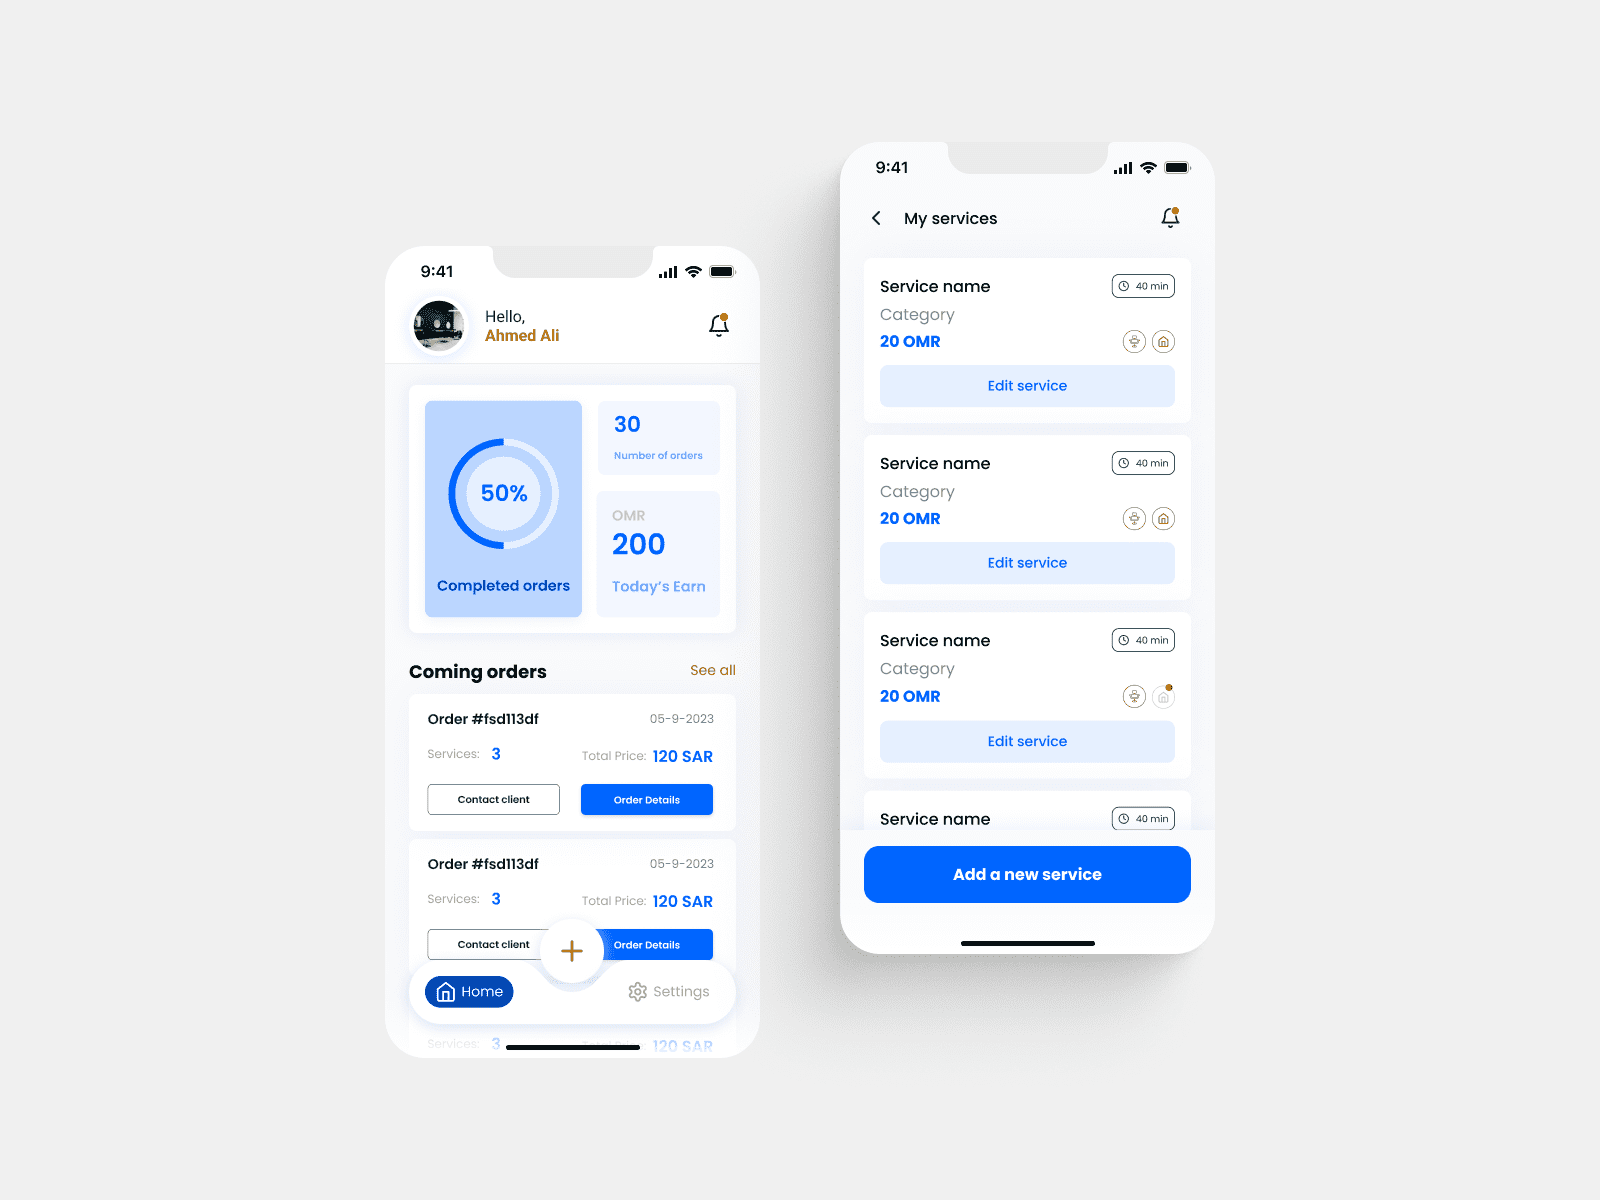 9:41
Hello,
Ahmed Ali
50%
Completed orders
30
Number of orders
OMR
200
Today's Earn
Coming orders
See all
Order #fsd113df
05-9-2023
Services: 3
Total Price: 120 SAR
Contact client
Order Details
Order #fsd113df
05-9-2023
Services: 3
Total Price: 120 SAR
Contact client
Order Details
Home
Settings
Services: 3
120 SAR
9:41
My services
Service name
40 min
Category
20 OMR
Edit service
Service name
40 min
Category
20 OMR
Edit service
Service name
40 min
Category
20 OMR
Edit service
Service name
40 min
Add a new service